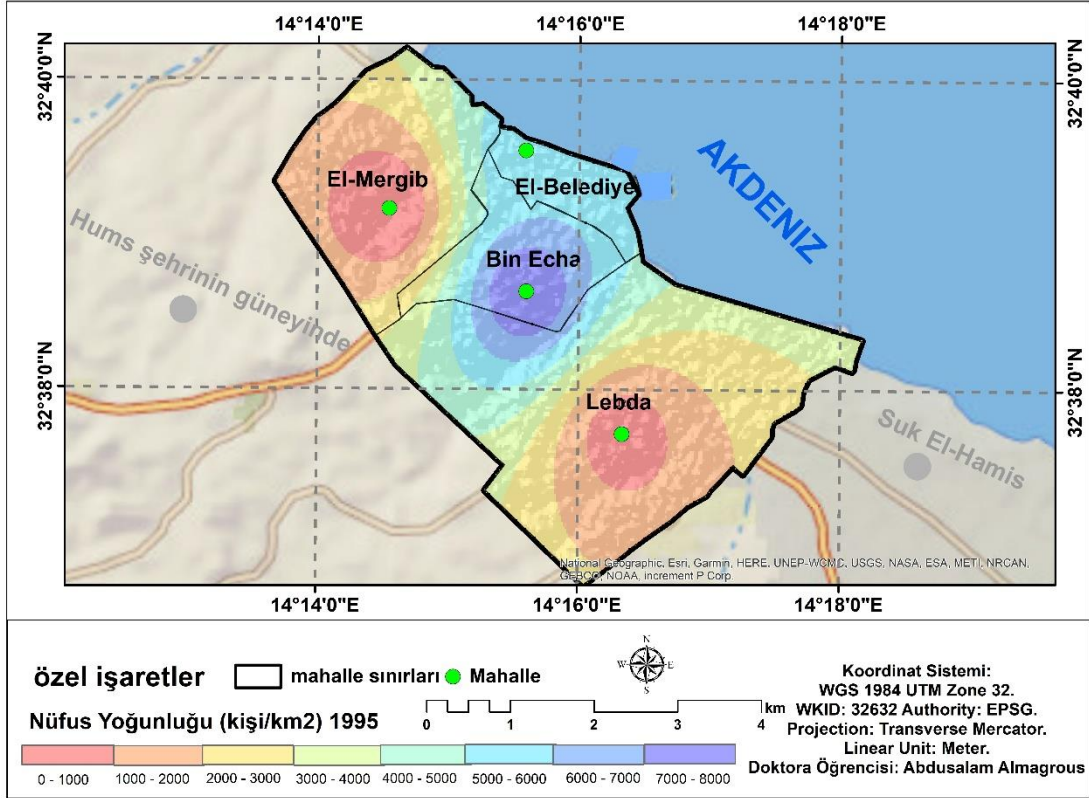 14°14'0"E 14°16'0"E 14°18'0"E
32°40'0"N 32°40'0"N
AKDENIZ
El-Mergib
El-Belediye
Hums şehrinin güneyinde
Bin Echa
32°38'0"N 32°38'0"N
Lebda
Suk El-Hamis
National Geographic, Esri, Garmin, HERE, UNEP-WCMC, USGS, NASA, ESA, METI, NRCAN,
GEBCO, NOAA, increment P Corp.
14°14'0"E 14°16'0"E 14°18'0"E
özel işaretler mahalle sınırları Mahalle
N
W E
S
km
0 1 2 3 4
Nüfus Yoğunluğu (kişi/km2) 1995
0 - 1000 1000 - 2000 2000 - 3000 3000 - 4000 4000 - 5000 5000 - 6000 6000 - 7000 7000 - 8000
Koordinat Sistemi:
WGS 1984 UTM Zone 32.
WKID: 32632 Authority: EPSG.
Projection: Transverse Mercator.
Linear Unit: Meter.
Doktora Öğrencisi: Abdusalam Almagrous